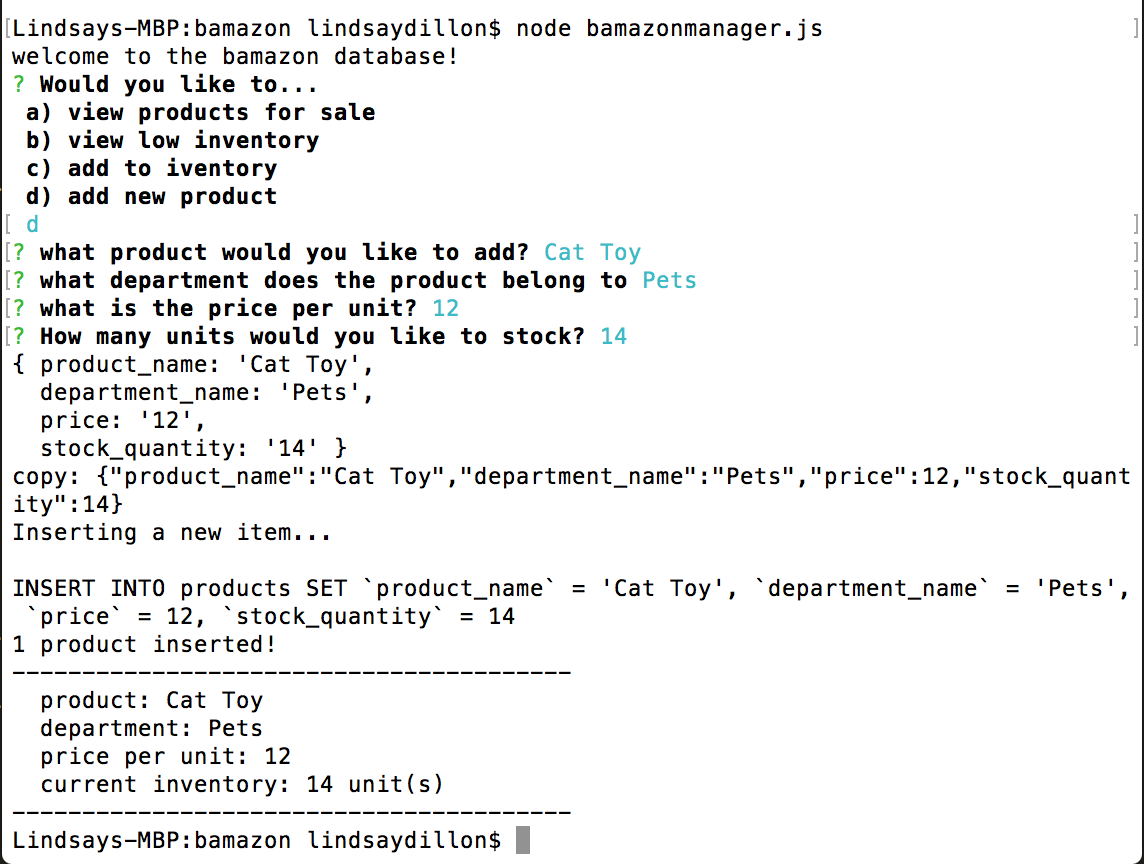 [Lindsays-MBP:bamazon lindsaydillon$ node bamazonmanager.js ]
welcome to the bamazon database!
? Would you like to...
 a) view products for sale
 b) view low inventory
 c) add to iventory
 d) add new product
[ d ]
[? what product would you like to add? Cat Toy ]
[? what department does the product belong to Pets ]
[? what is the price per unit? 12 ]
[? How many units would you like to stock? 14 ]
{ product_name: 'Cat Toy',
  department_name: 'Pets',
  price: '12',
  stock_quantity: '14' }
copy: {"product_name":"Cat Toy","department_name":"Pets","price":12,"stock_quant
ity":14}
Inserting a new item...

INSERT INTO products SET `product_name` = 'Cat Toy', `department_name` = 'Pets',
 `price` = 12, `stock_quantity` = 14
1 product inserted!
----------------------------------------
  product: Cat Toy
  department: Pets
  price per unit: 12
  current inventory: 14 unit(s)
----------------------------------------
Lindsays-MBP:bamazon lindsaydillon$